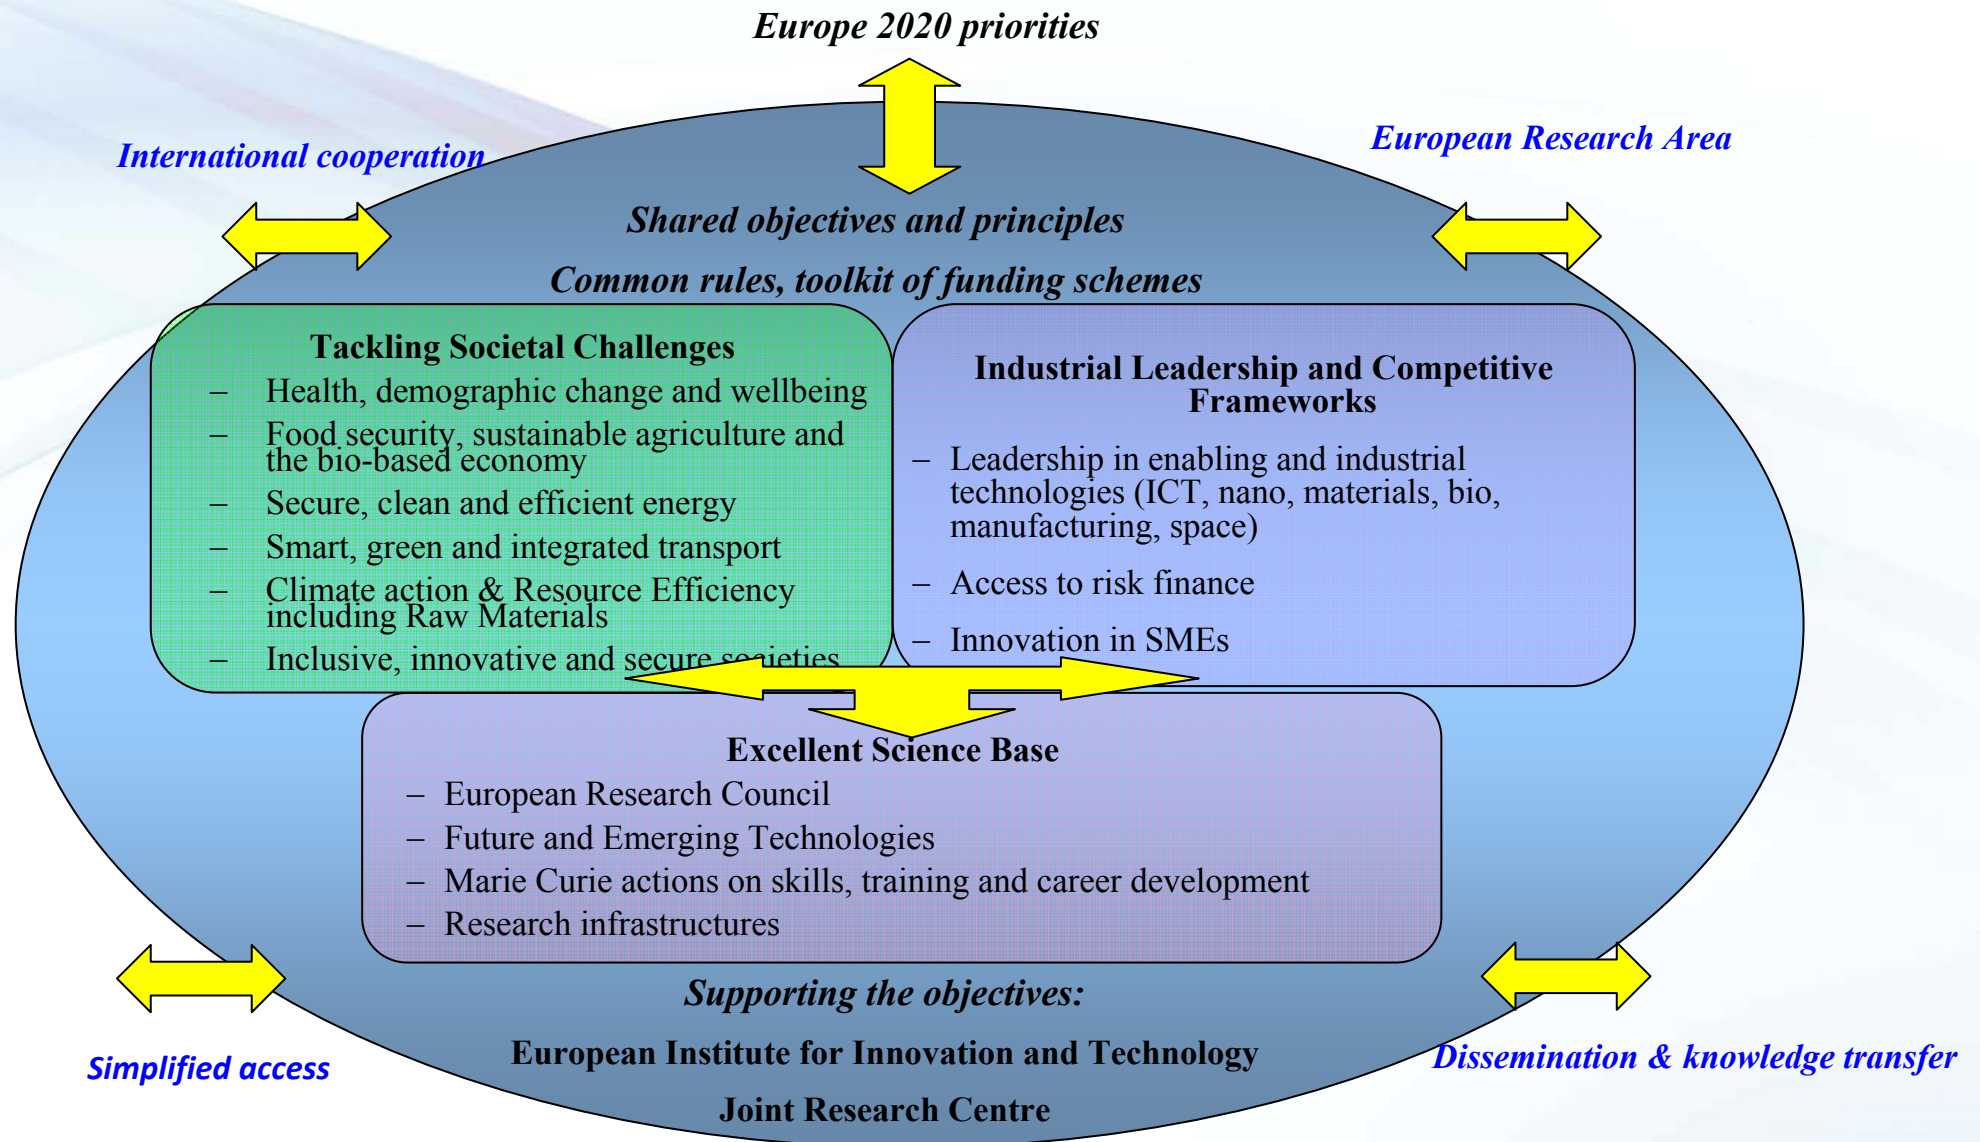 Europe 2020 priorities
International cooperation
European Research Area
Shared objectives and principles
Common rules, toolkit of funding schemes
Tackling Societal Challenges
– Health, demographic change and wellbeing
– Food security, sustainable agriculture and
the bio-based economy
– Secure, clean and efficient energy
– Smart, green and integrated transport
– Climate action & Resource Efficiency
including Raw Materials
– Inclusive, innovative and secure societies
Industrial Leadership and Competitive
Frameworks
– Leadership in enabling and industrial
technologies (ICT, nano, materials, bio,
manufacturing, space)
– Access to risk finance
– Innovation in SMEs
Excellent Science Base
– European Research Council
– Future and Emerging Technologies
– Marie Curie actions on skills, training and career development
– Research infrastructures
Supporting the objectives:
European Institute for Innovation and Technology
Joint Research Centre
Simplified access
Dissemination & knowledge transfer